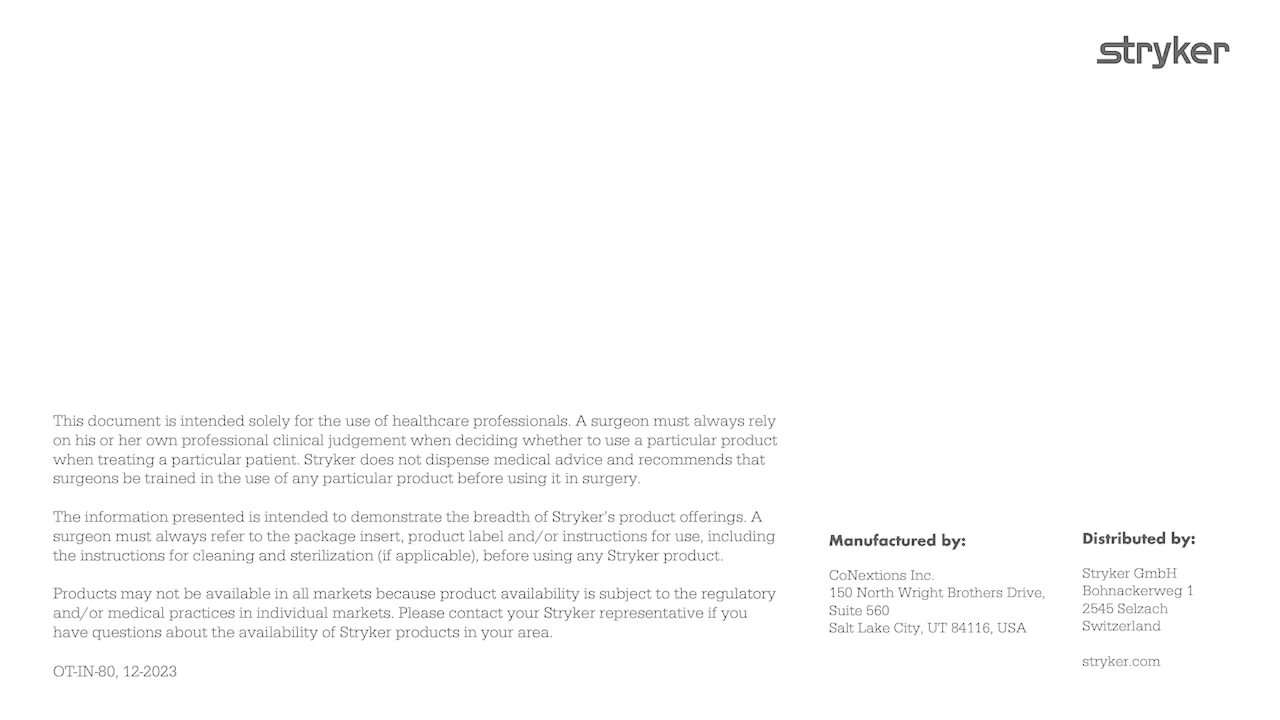 stryker
This document is intended solely for the use of healthcare professionals. A surgeon must always rely
on his or her own professional clinical judgement when deciding whether to use a particular product
when treating a particular patient. Stryker does not dispense medical advice and recommends that
surgeons be trained in the use of any particular product before using it in surgery.
The information presented is intended to demonstrate the breadth of Stryker's product offerings. A
surgeon must always refer to the package insert, product label and/or instructions for use, including
the instructions for cleaning and sterilization (if applicable), before using any Stryker product.
Products may not be available in all markets because product availability is subject to the regulatory
and/or medical practices in individual markets. Please contact your Stryker representative if you
have questions about the availability of Stryker products in your area.
OT-IN-80, 12-2023
Manufactured by:
CoNextions Inc.
150 North Wright Brothers Drive,
Suite 560
Salt Lake City, UT 84116, USA
Distributed by:
Stryker GmbH
Bohnackerweg 1
2545 Selzach
Switzerland
stryker.com